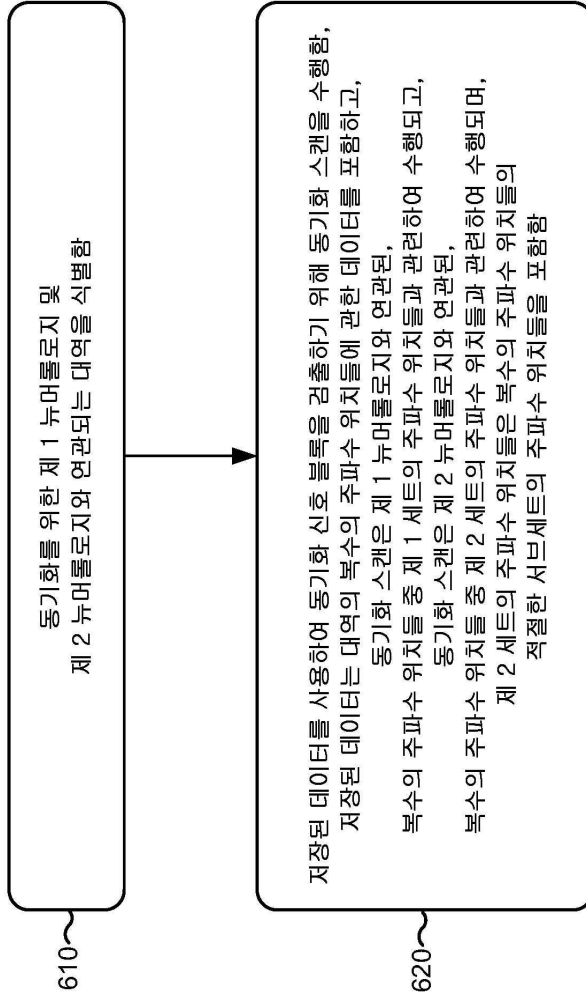 610
동기화를 위한 제 1 뉴머롤로지 및
제 2 뉴머롤로지와 연관되는 대역을 식별함
620
저장된 데이터를 사용하여 동기화 신호 블록을 검출하기 위해 동기화 스캔을 수행함,
저장된 데이터는 대역의 복수의 주파수 위치들에 관한 데이터를 포함하고,
동기화 스캔은 제 1 뉴머롤로지와 연관된,
복수의 주파수 위치들 중 제 1 세트의 주파수 위치들과 관련하여 수행되고,
동기화 스캔은 제 2 뉴머롤로지와 연관된,
복수의 주파수 위치들 중 제 2 세트의 주파수 위치들과 관련하여 수행되며,
제 2 세트의 주파수 위치들은 복수의 주파수 위치들의
적절한 서브세트의 주파수 위치들을 포함함